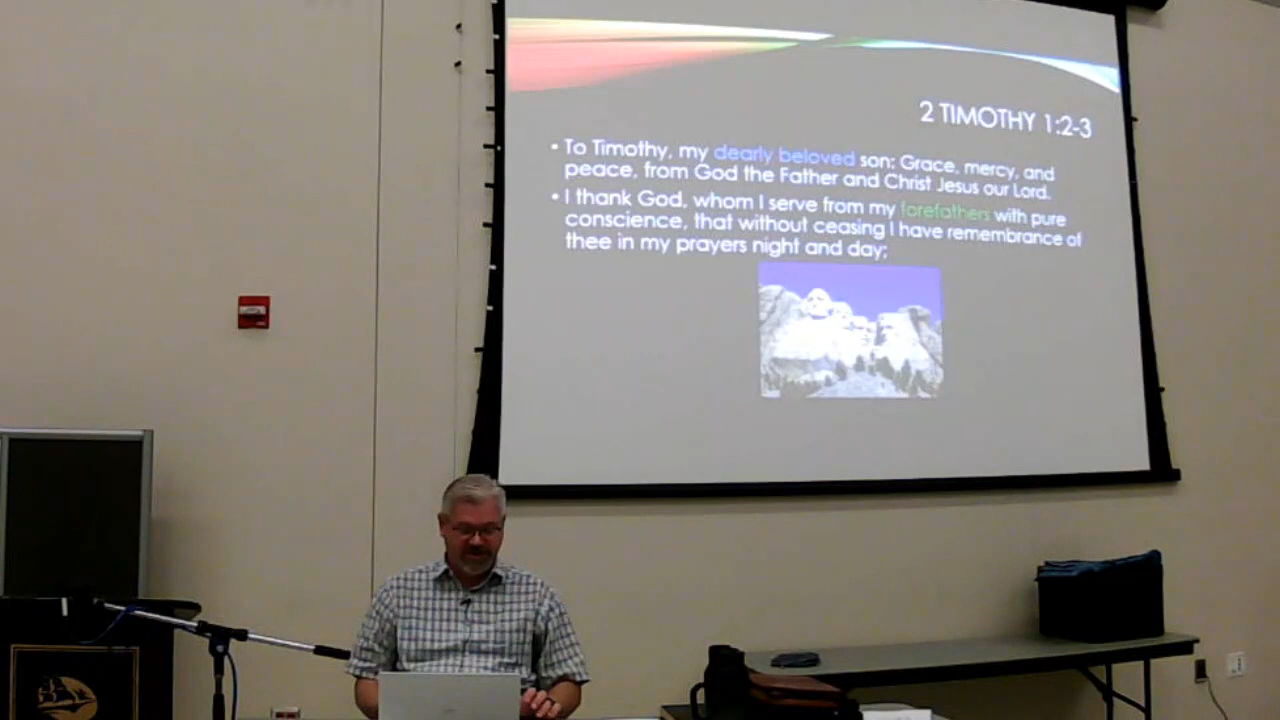 2 TIMOTHY 1:2-3
• To Timothy, my dearly beloved son: Grace, mercy, and
peace, from God the Father and Christ Jesus our Lord.
• I thank God, whom I serve from my forefathers with pure
conscience, that without ceasing I have remembrance of
thee in my prayers night and day;